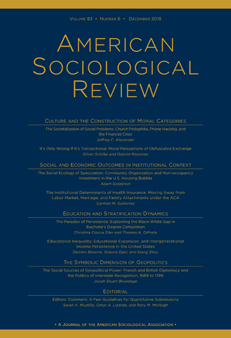 VOLUME 83 • NUMBER 6 • DECEMBER 2018
AMERICAN
SOCIOLOGICAL
REVIEW
CULTURE AND THE CONSTRUCTION OF MORAL CATEGORIES
The Societalization of Social Problems: Church Pedophilia, Phone Hacking, and
the Financial Crisis
Jeffrey C. Alexander
It's Only Wrong If It's Transactional: Moral Perceptions of Obfuscated Exchange
Oliver Schilke and Gabriel Rossman
SOCIAL AND ECONOMIC OUTCOMES IN INSTITUTIONAL CONTEXT
The Social Ecology of Speculation: Community Organization and Non-occupancy
Investment in the U.S. Housing Bubble
Adam Goldstein
The Institutional Determinants of Health Insurance: Moving Away from
Labor Market, Marriage, and Family Attachments under the ACA
Carmen M. Gutierrez
EDUCATION AND STRATIFICATION DYNAMICS
The Paradox of Persistence: Explaining the Black-White Gap in
Bachelor's Degree Completion
Christina Ciocca Eller and Thomas A. DiPrete
Educational Inequality, Educational Expansion, and Intergenerational
Income Persistence in the United States
Deirdre Bloome, Shauna Dyer, and Xiang Zhou
THE SYMBOLIC DIMENSION OF GEOPOLITICS
The Social Sources of Geopolitical Power: French and British Diplomacy and
the Politics of Interstate Recognition, 1689 to 1789
Jonah Stuart Brundage
EDITORIAL
Editors' Comment: A Few Guidelines for Quantitative Submissions
Sarah A. Mustillo, Omar A. Lizardo, and Rory M. McVeigh
• A JOURNAL OF THE AMERICAN SOCIOLOGICAL ASSOCIATION •